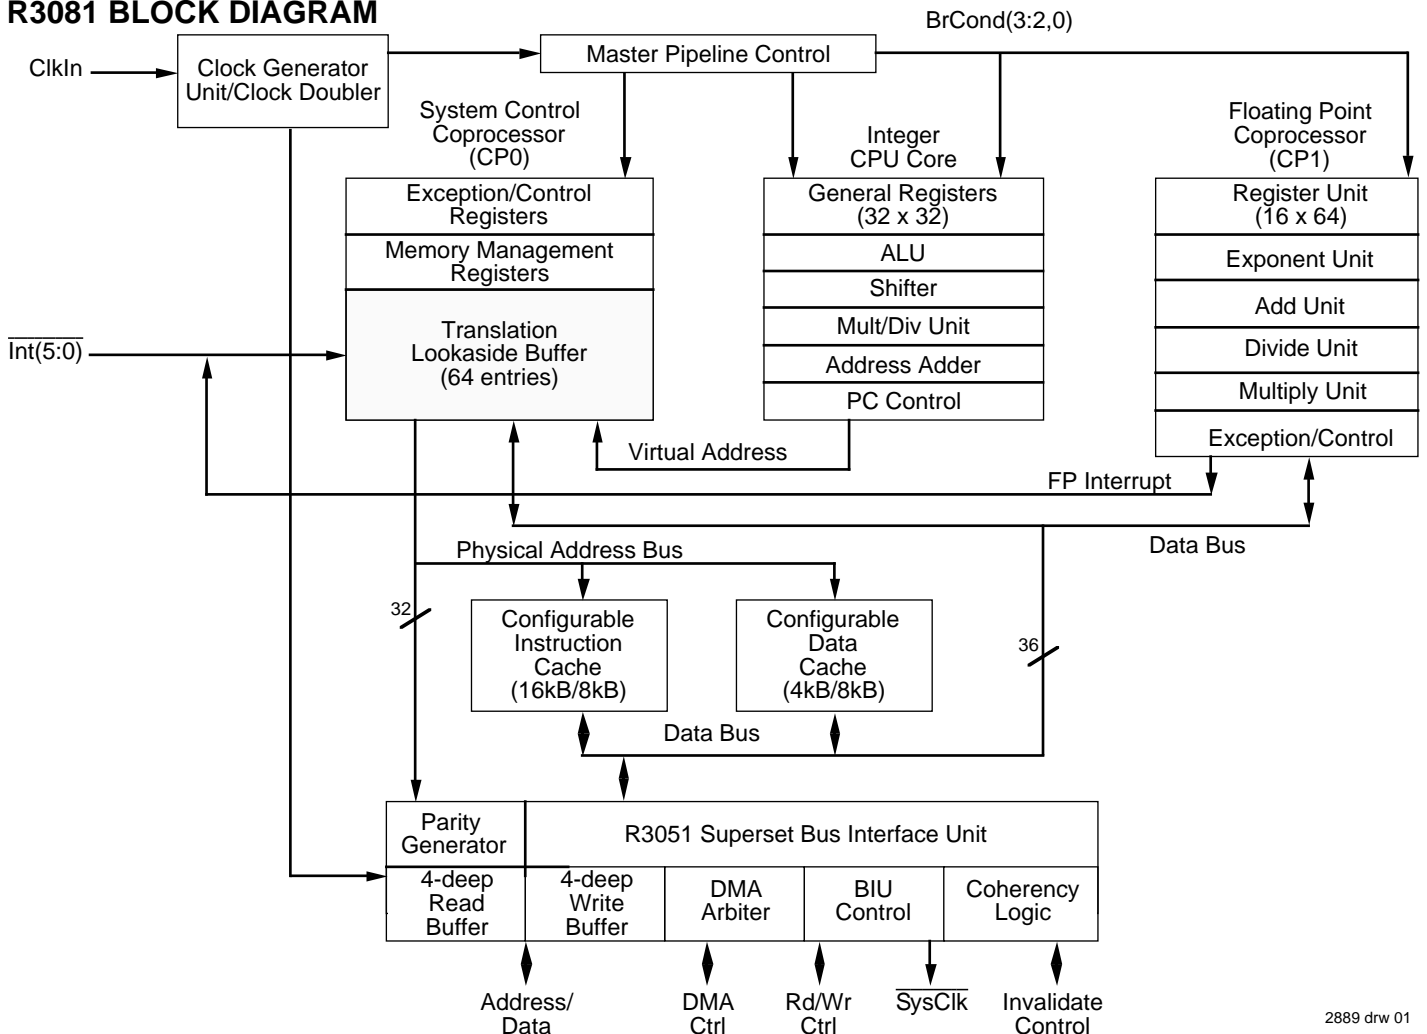 R3081 BLOCK DIAGRAM
BrCond(3:2,0)
ClkIn
Clock Generator
Unit/Clock Doubler
Master Pipeline Control
System Control
Coprocessor
(CP0)
Integer
CPU Core
Floating Point
Coprocessor
(CP1)
Exception/Control
Registers
Memory Management
Registers
Translation
Lookaside Buffer
(64 entries)
General Registers
(32 x 32)
ALU
Shifter
Mult/Div Unit
Address Adder
PC Control
Register Unit
(16 x 64)
Exponent Unit
Add Unit
Divide Unit
Multiply Unit
Exception/Control
Int(5:0)
Virtual Address
FP Interrupt
Data Bus
Physical Address Bus
32
Configurable
Instruction
Cache
(16kB/8kB)
Configurable
Data
Cache
(4kB/8kB)
36
Data Bus
Parity
Generator
R3051 Superset Bus Interface Unit
4-deep
Read
Buffer
4-deep
Write
Buffer
DMA
Arbiter
BIU
Control
Coherency
Logic
Address/
Data
DMA
Ctrl
Rd/Wr
Ctrl
SysClk
Invalidate
Control
2889 drw 01